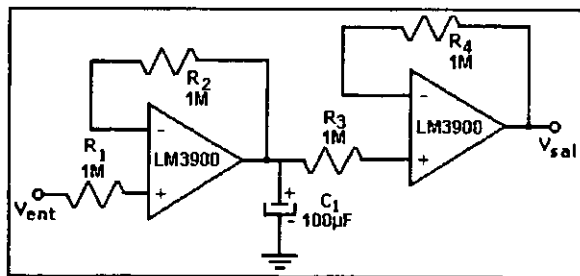 R2
1M
R4
1M
-
LM3900
+
-
LM3900
+
R1
1M
R3
1M
Vent
Vsal
+
-
C1
100µF